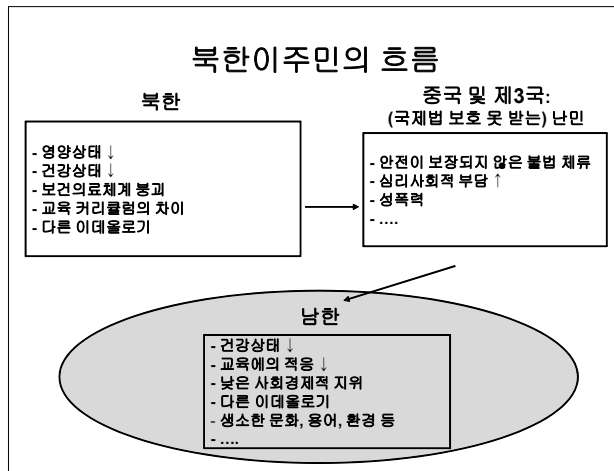 북한이주민의 흐름
북한
- 영양상태 ↓
- 건강상태 ↓
- 보건의료체계 붕괴
- 교육 커리큘럼의 차이
- 다른 이데올로기
중국 및 제3국:
(국제법 보호 못 받는) 난민
- 안전이 보장되지 않은 불법 체류
- 심리사회적 부담 ↑
- 성폭력
- ....
남한
- 건강상태 ↓
- 교육에의 적응 ↓
- 낮은 사회경제적 지위
- 다른 이데올로기
- 생소한 문화, 용어, 환경 등
- ....